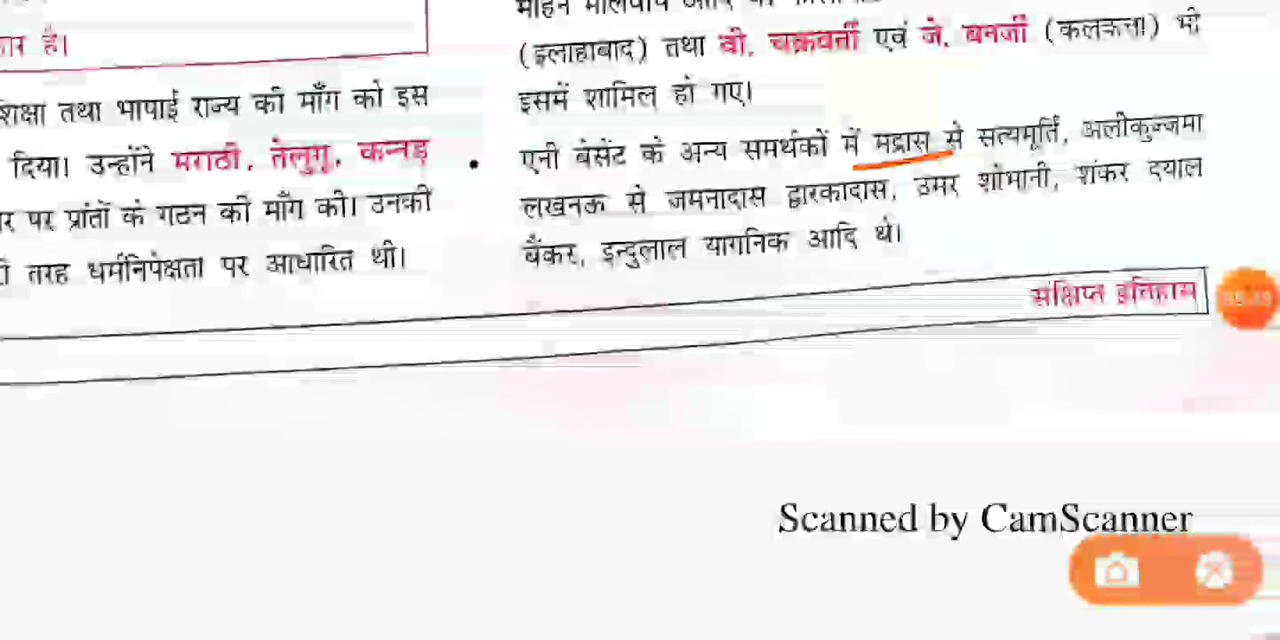 है।
शिक्षा तथा भाषाई राज्य की माँग को इस
दिया। उन्होंने मराठी, तेलुगु, कन्नड़
पर प्रांतों के गठन की माँग की। उनकी
तरह धर्मनिपेक्षता पर आधारित थी।
(इलाहाबाद) तथा वी. चक्रवर्ती एवं जे. बनर्जी (कलकत्ता) भी
इसमें शामिल हो गए।
• एनी बेसेंट के अन्य समर्थकों में मद्रास से सत्यमूर्ति, अलीकुज्जमा
लखनऊ से जमनादास द्वारकादास, उमर शोभानी, शंकर दयाल
बैंकर, इन्दुलाल यागनिक आदि थे।
संक्षिप्त इतिहास
Scanned by CamScanner